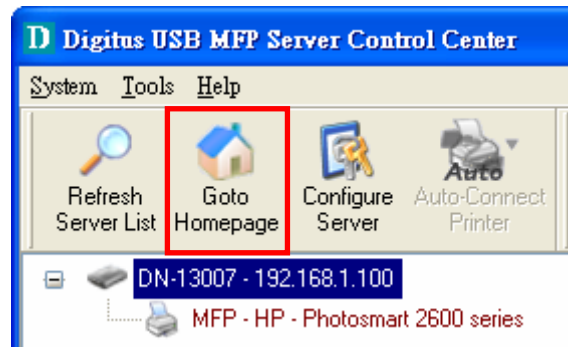 D Digitus USB MFP Server Control Center
System Tools Help
Refresh Server List
Goto Homepage
Configure Server
Auto
Auto-Connect Printer
DN-13007 - 192.168.1.100
MFP - HP - Photosmart 2600 series